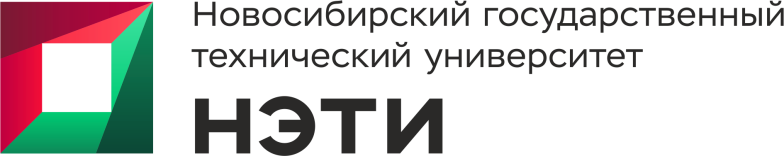 Новосибирский государственный
технический университет
НЭТИ